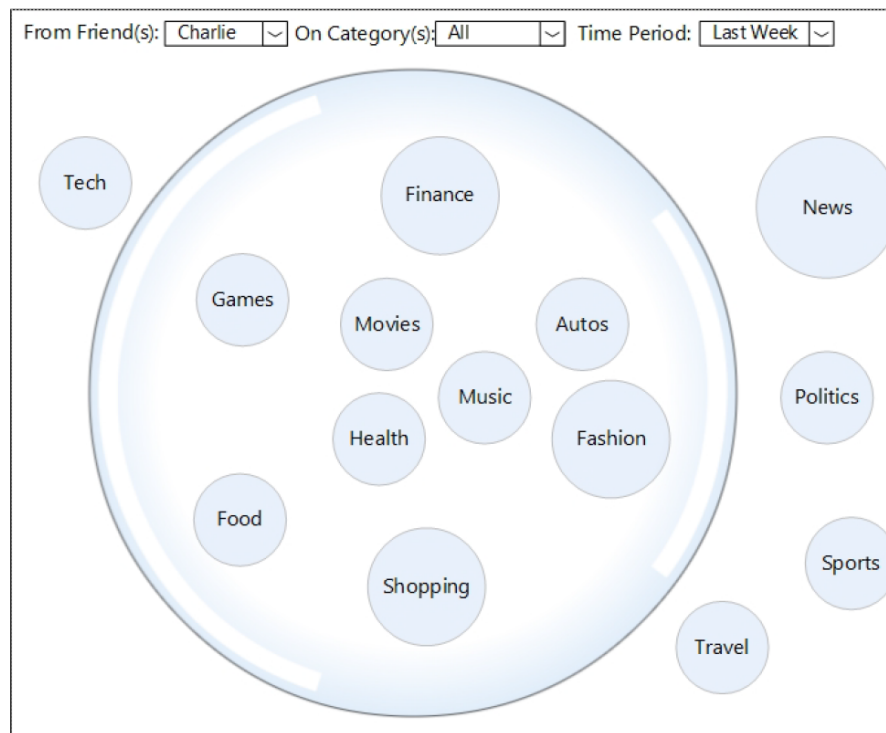 From Friend(s): Charlie On Category(s): All Time Period: Last Week
Tech
Finance
News
Games
Movies
Autos
Music
Politics
Health
Fashion
Food
Sports
Shopping
Travel